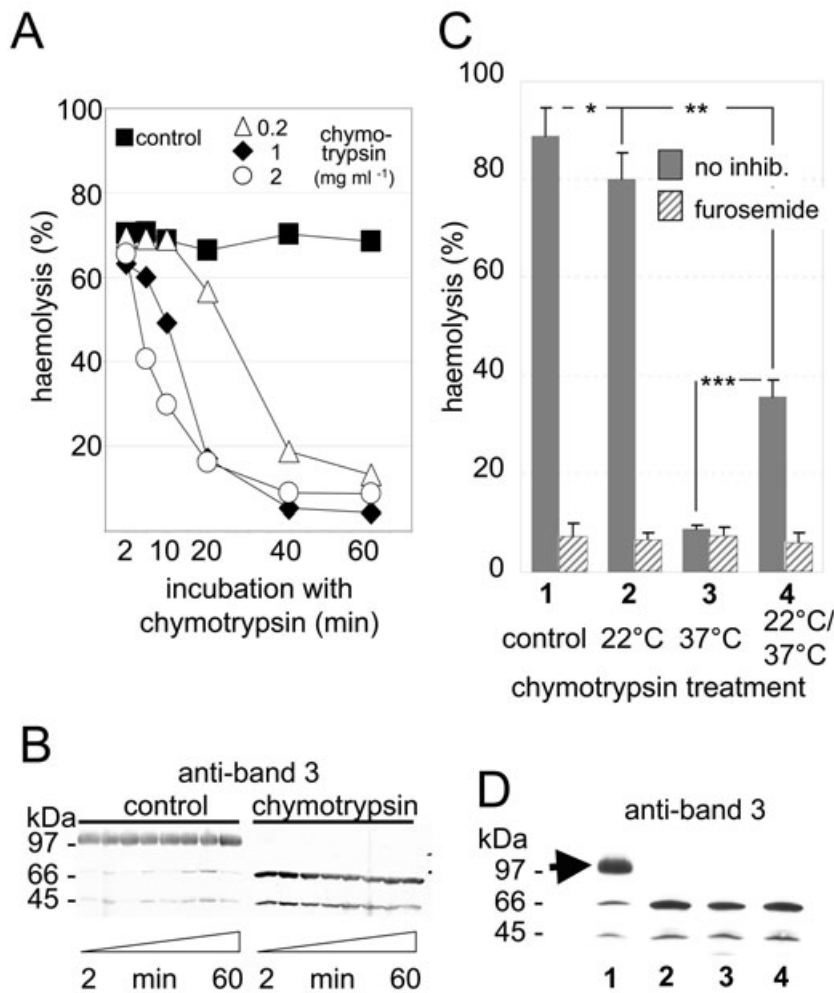 A
100
80
60
40
20
haemolysis (%)
control
0.2
1
2
chymo-
trypsin
(mg ml -1)
2 10 20 40 60
incubation with
chymotrypsin (min)
C
100
80
60
40
20
0
haemolysis (%)
* **
no inhib.
furosemide
***
1 2 3 4
control 22°C 37°C 22°C/
37°C
chymotrypsin treatment
B
anti-band 3
control chymotrypsin
kDa
97 -
66 -
45 -
2 min 60 2 min 60
D
anti-band 3
kDa
97 -
66 -
45 -
1 2 3 4